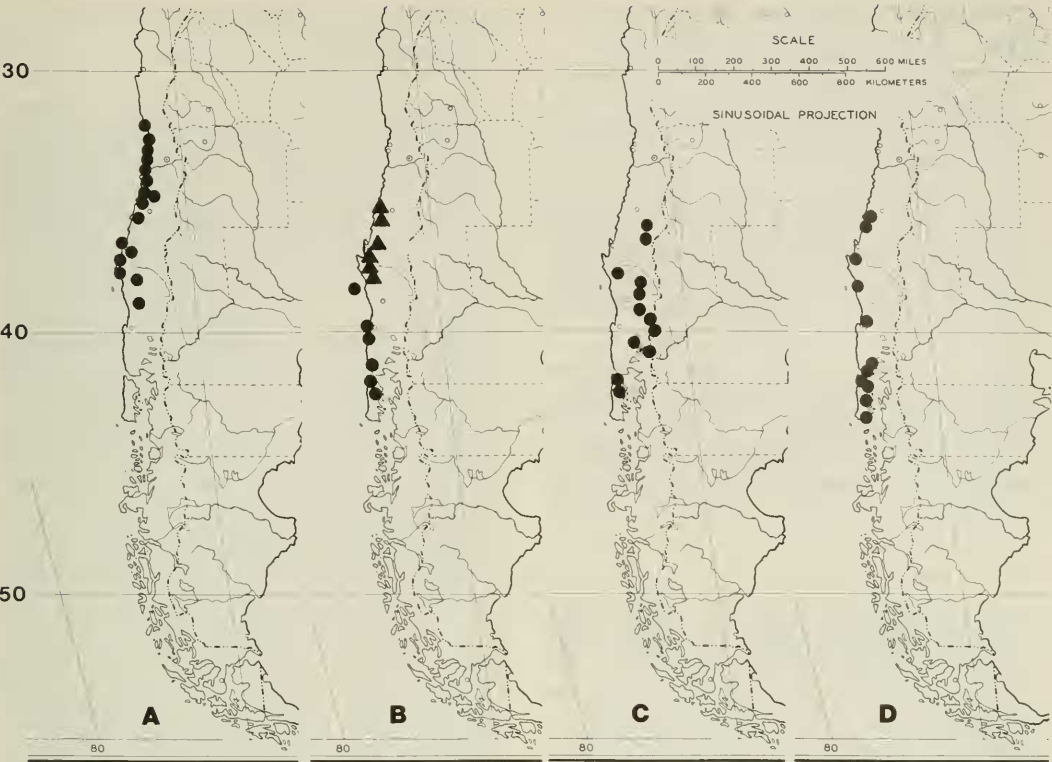 SCALE
0 100 200 300 400 500 600 MILES
0 200 400 600 800 KILOMETERS
SINUSOIDAL PROJECTION
30
40
50
A B C D
80 80 80 80